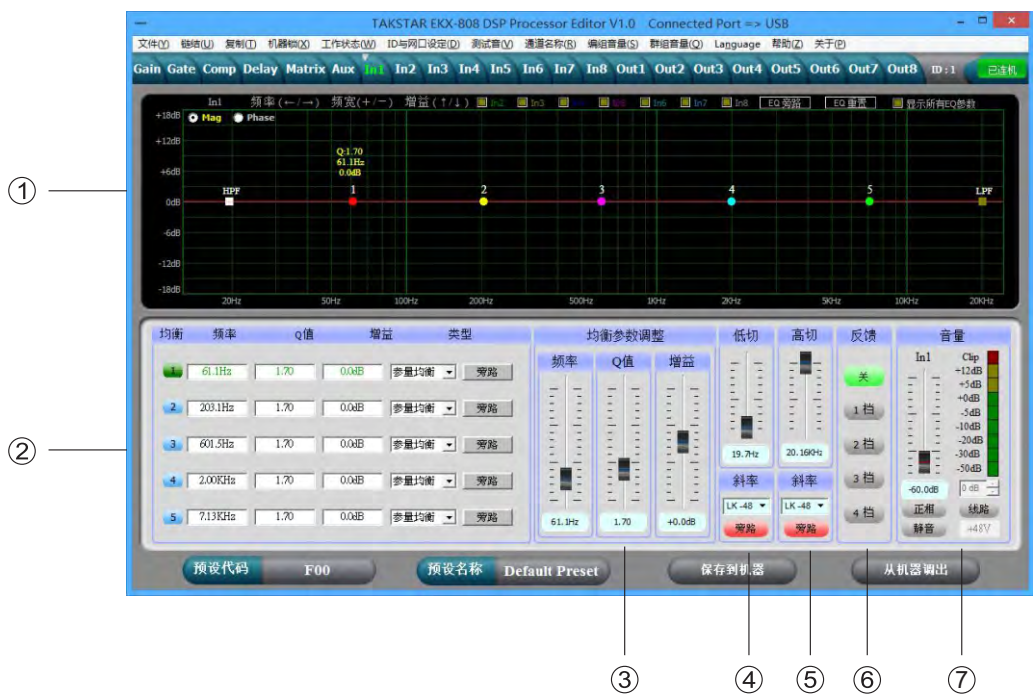 TAKSTAR EKX-808 DSP Processor Editor V1.0 Connected Port => USB
文件(Y) 链结(U) 复制(T) 机器锁(X) 工作状态(W) ID与网口设定(D) 测试音(V) 通道名称(R) 编组音量(S) 群组音量(Q) Language 帮助(Z) 关于(P)
Gain Gate Comp Delay Matrix Aux In1 In2 In3 In4 In5 In6 In7 In8 Out1 Out2 Out3 Out4 Out5 Out6 Out7 Out8 ID : 1 已连机
In1 频率(←/→) 频宽(+/−) 增益(↑/↓) In2 In3 In5 In6 In7 In8 EQ 旁路 EQ 重置 显示所有EQ参数
+18dB Mag Phase
+12dB
Q:1.70
61.1Hz
+6dB 0.0dB
HPF 1 2 3 4 5 LPF
0dB
-6dB
-12dB
-18dB
20Hz 50Hz 100Hz 200Hz 500Hz 1KHz 2KHz 5KHz 10KHz 20KHz
①
均衡 频率 Q值 增益 类型
1 61.1Hz 1.70 0.0dB 参量均衡 旁路
2 203.1Hz 1.70 0.0dB 参量均衡 旁路
3 601.5Hz 1.70 0.0dB 参量均衡 旁路
4 2.00KHz 1.70 0.0dB 参量均衡 旁路
5 7.13KHz 1.70 0.0dB 参量均衡 旁路
②
均衡参数调整
频率 Q值 增益
61.1Hz 1.70 +0.0dB
低切
19.7Hz
斜率
LK-48
旁路
高切
20.16KHz
斜率
LK-48
旁路
反馈
关
1 档
2 档
3 档
4 档
音量
In1 Clip
+12dB
+5dB
+0dB
-5dB
-10dB
-20dB
-30dB
-50dB
-60.0dB 0 dB
正相 线路
静音 +48V
预设代码 F00 预设名称 Default Preset 保存到机器 从机器调出
③ ④ ⑤ ⑥ ⑦